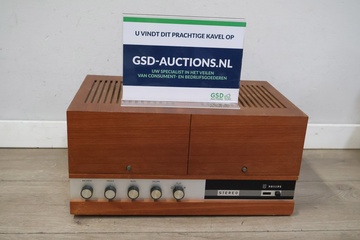 U VINDT DIT PRACHTIGE KAVEL OP
GSD-AUCTIONS.NL
UW SPECIALIST IN HET VEILEN
VAN CONSUMENT- EN BEDRIJFSGOEDEREN
GSD
STEREO
PHILIPS